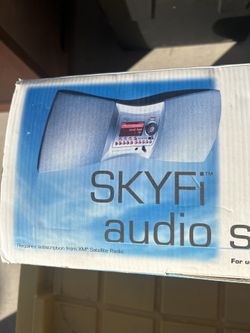 SKYFi™
audio S
Requires subscription from XM® Satellite Radio
For u